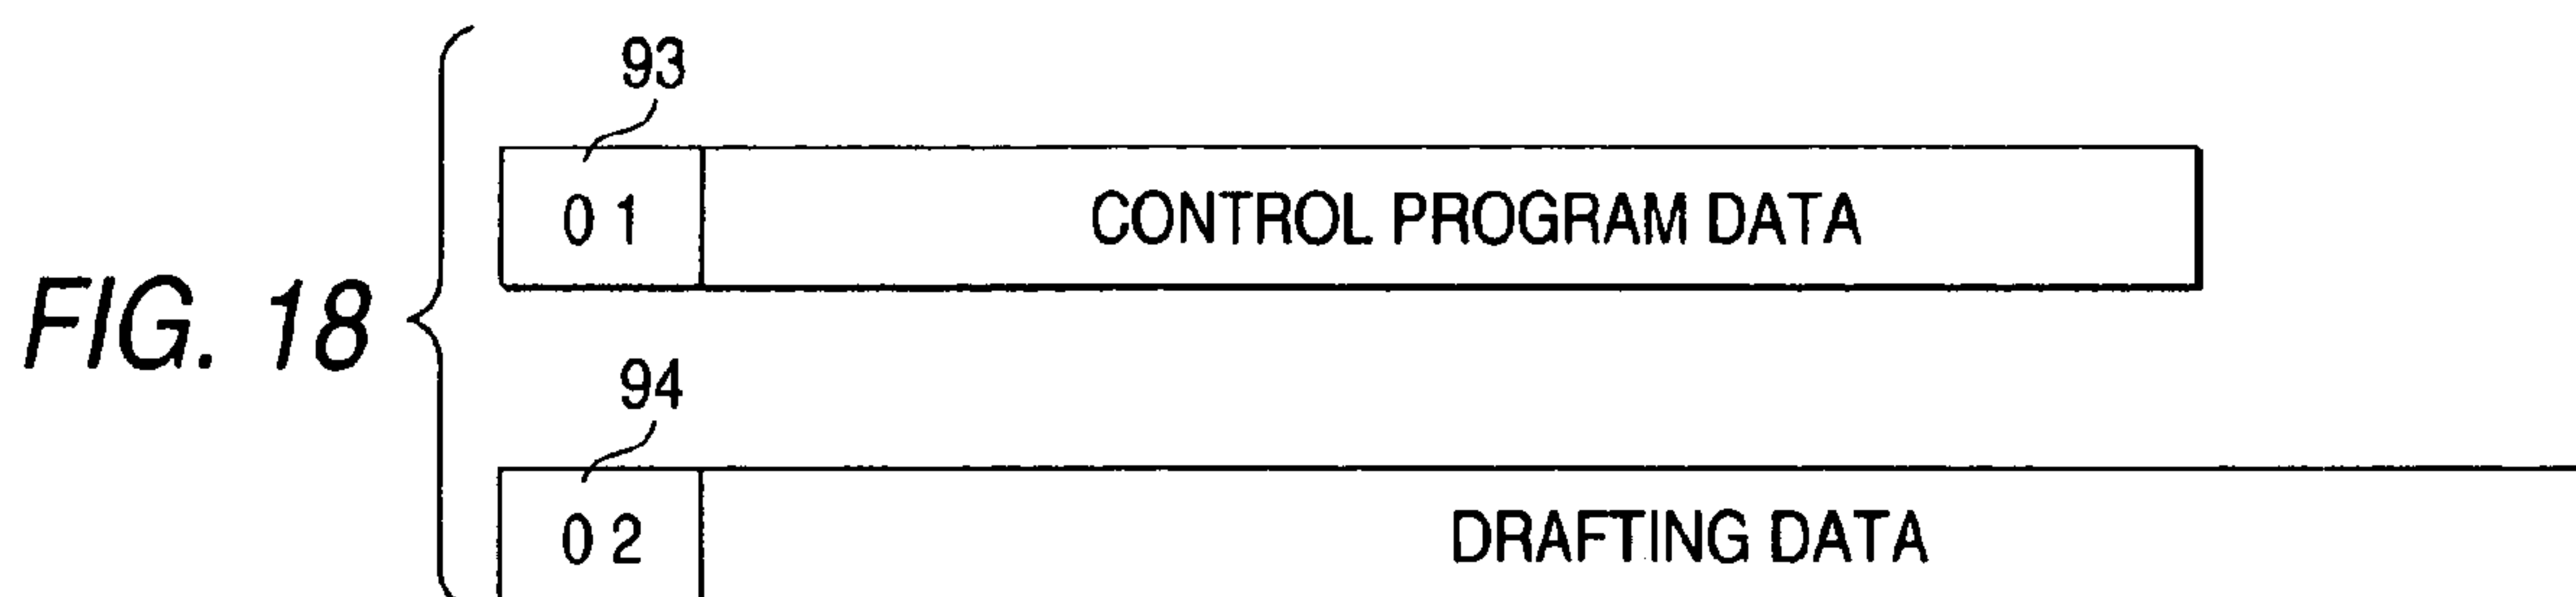 93
0 1 CONTROL PROGRAM DATA
FIG. 18
94
0 2 DRAFTING DATA